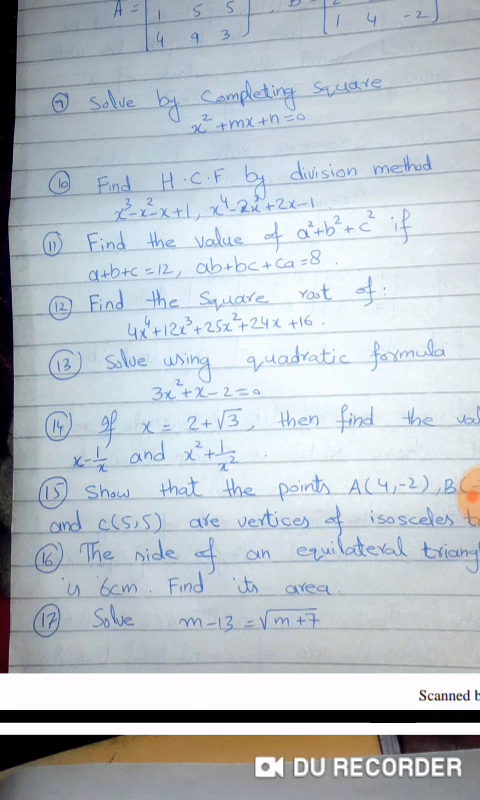 A = [1 5 5
4 9 3],
[1 4 -2]
⑨ Solve by Completing Square
x² + mx + n = 0
⑩ Find H.C.F by division method
x³-x²-x+1, x⁴-2x³+2x-1
⑪ Find the value of a²+b²+c² if
a+b+c=12, ab+bc+ca=8.
⑫ Find the Square root of:
4x⁴+12x³+25x²+24x+16.
⑬ Solve using quadratic formula
3x²+x-2=0
⑭ If x = 2+√3, then find the
x-1/x and x²+1/x².
⑮ Show that the points A(4,-2), B(
and C(5,5) are vertices of isosceles
⑯ The side of an equilateral triang
is 6cm. Find its area.
⑰ Solve m-13 = √m+7
Scanned b
DU RECORDER